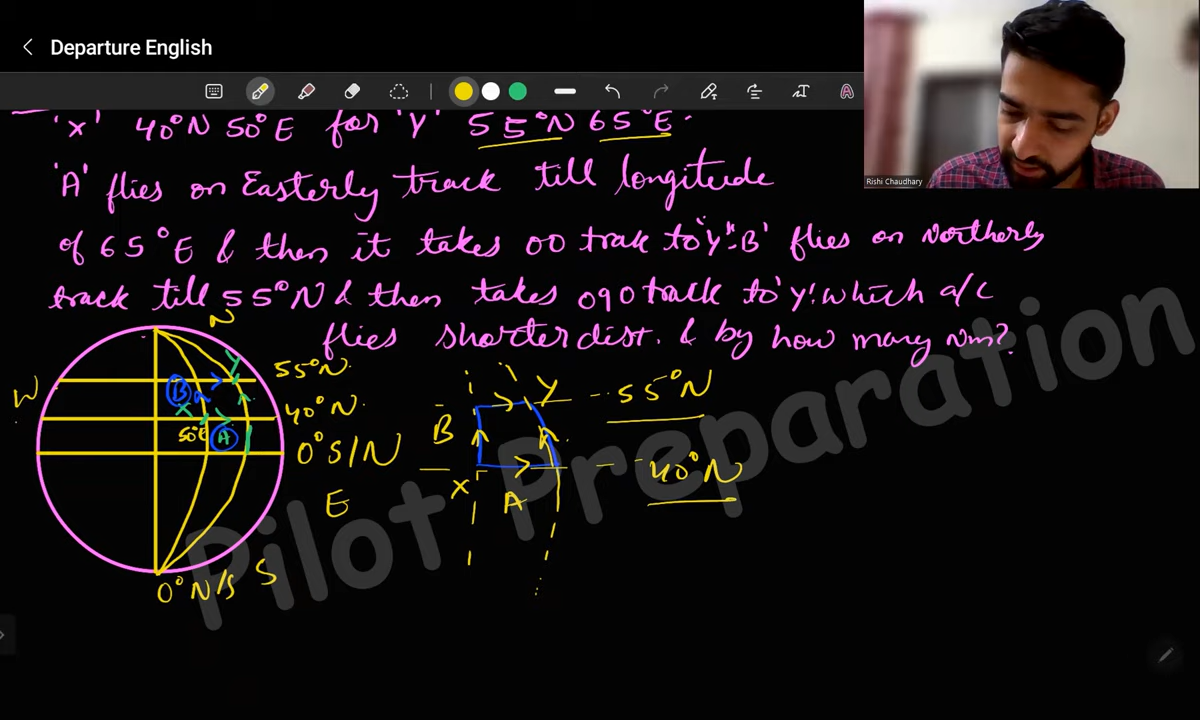 Departure English
Rishi Chaudhary
'X' 40°N 50°E for 'Y' 55°N 65°E.
'A' flies on Easterly track till longitude
of 65°E & then it takes 00 trac to 'Y'. 'B' flies on Northerly
track till 55°N & then takes 090 track to 'Y'. which a/c
flies shorter dist. & by how many Nm?
N
W
55°N
40°N
0°S/N
E
0°N/S S
B
X Y
50°E A
B Y - 55°N
X A - 40°N
Pilot Preparation